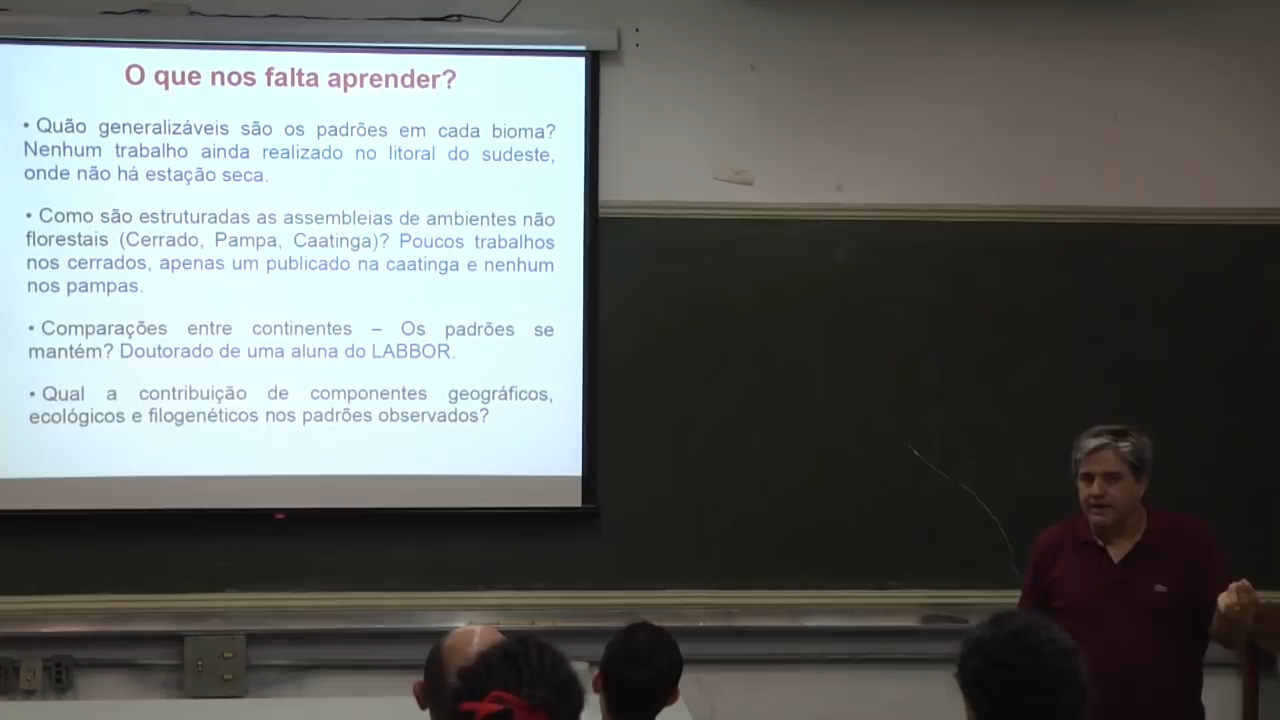 O que nos falta aprender?
• Quão generalizáveis são os padrões em cada bioma?
Nenhum trabalho ainda realizado no litoral do sudeste,
onde não há estação seca.
• Como são estruturadas as assembleias de ambientes não
florestais (Cerrado, Pampa, Caatinga)? Poucos trabalhos
nos cerrados, apenas um publicado na caatinga e nenhum
nos pampas.
• Comparações entre continentes – Os padrões se
mantém? Doutorado de uma aluna do LABBOR.
• Qual a contribuição de componentes geográficos,
ecológicos e filogenéticos nos padrões observados?